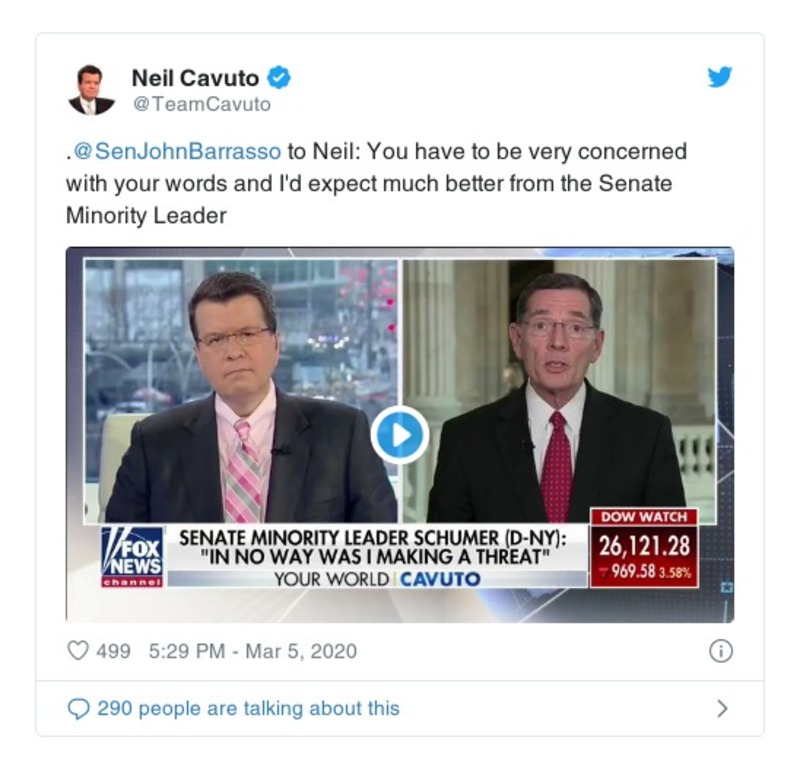 Neil Cavuto
@TeamCavuto
.@SenJohnBarrasso to Neil: You have to be very concerned
with your words and I'd expect much better from the Senate
Minority Leader
DOW WATCH
26,121.28
969.58 3.58%
FOX
NEWS
channel
SENATE MINORITY LEADER SCHUMER (D-NY):
"IN NO WAY WAS I MAKING A THREAT"
YOUR WORLD | CAVUTO
499 5:29 PM - Mar 5, 2020
290 people are talking about this